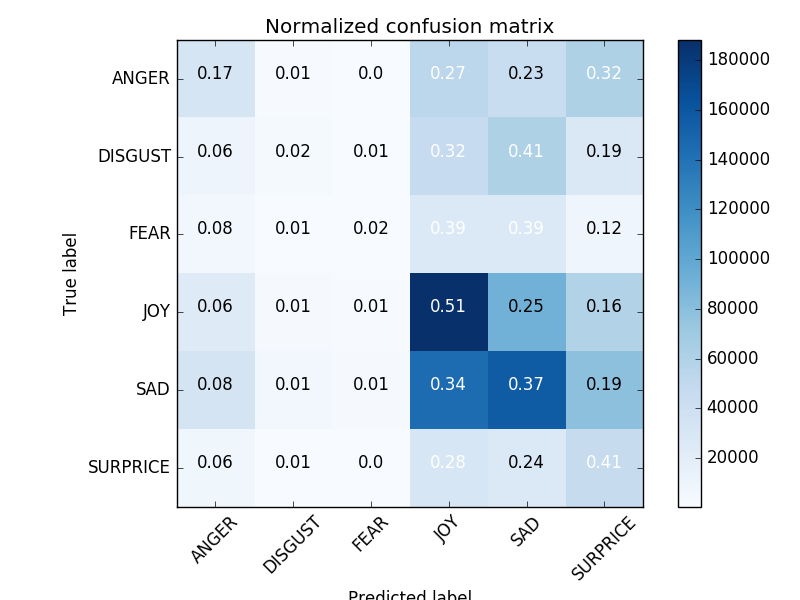 Normalized confusion matrix
ANGER 0.17 0.01 0.0 0.27 0.23 0.32
DISGUST 0.06 0.02 0.01 0.32 0.41 0.19
FEAR 0.08 0.01 0.02 0.39 0.39 0.12
JOY 0.06 0.01 0.01 0.51 0.25 0.16
SAD 0.08 0.01 0.01 0.34 0.37 0.19
SURPRICE 0.06 0.01 0.0 0.28 0.24 0.41
True label
ANGER DISGUST FEAR JOY SAD SURPRICE
Predicted label
180000
160000
140000
120000
100000
80000
60000
40000
20000